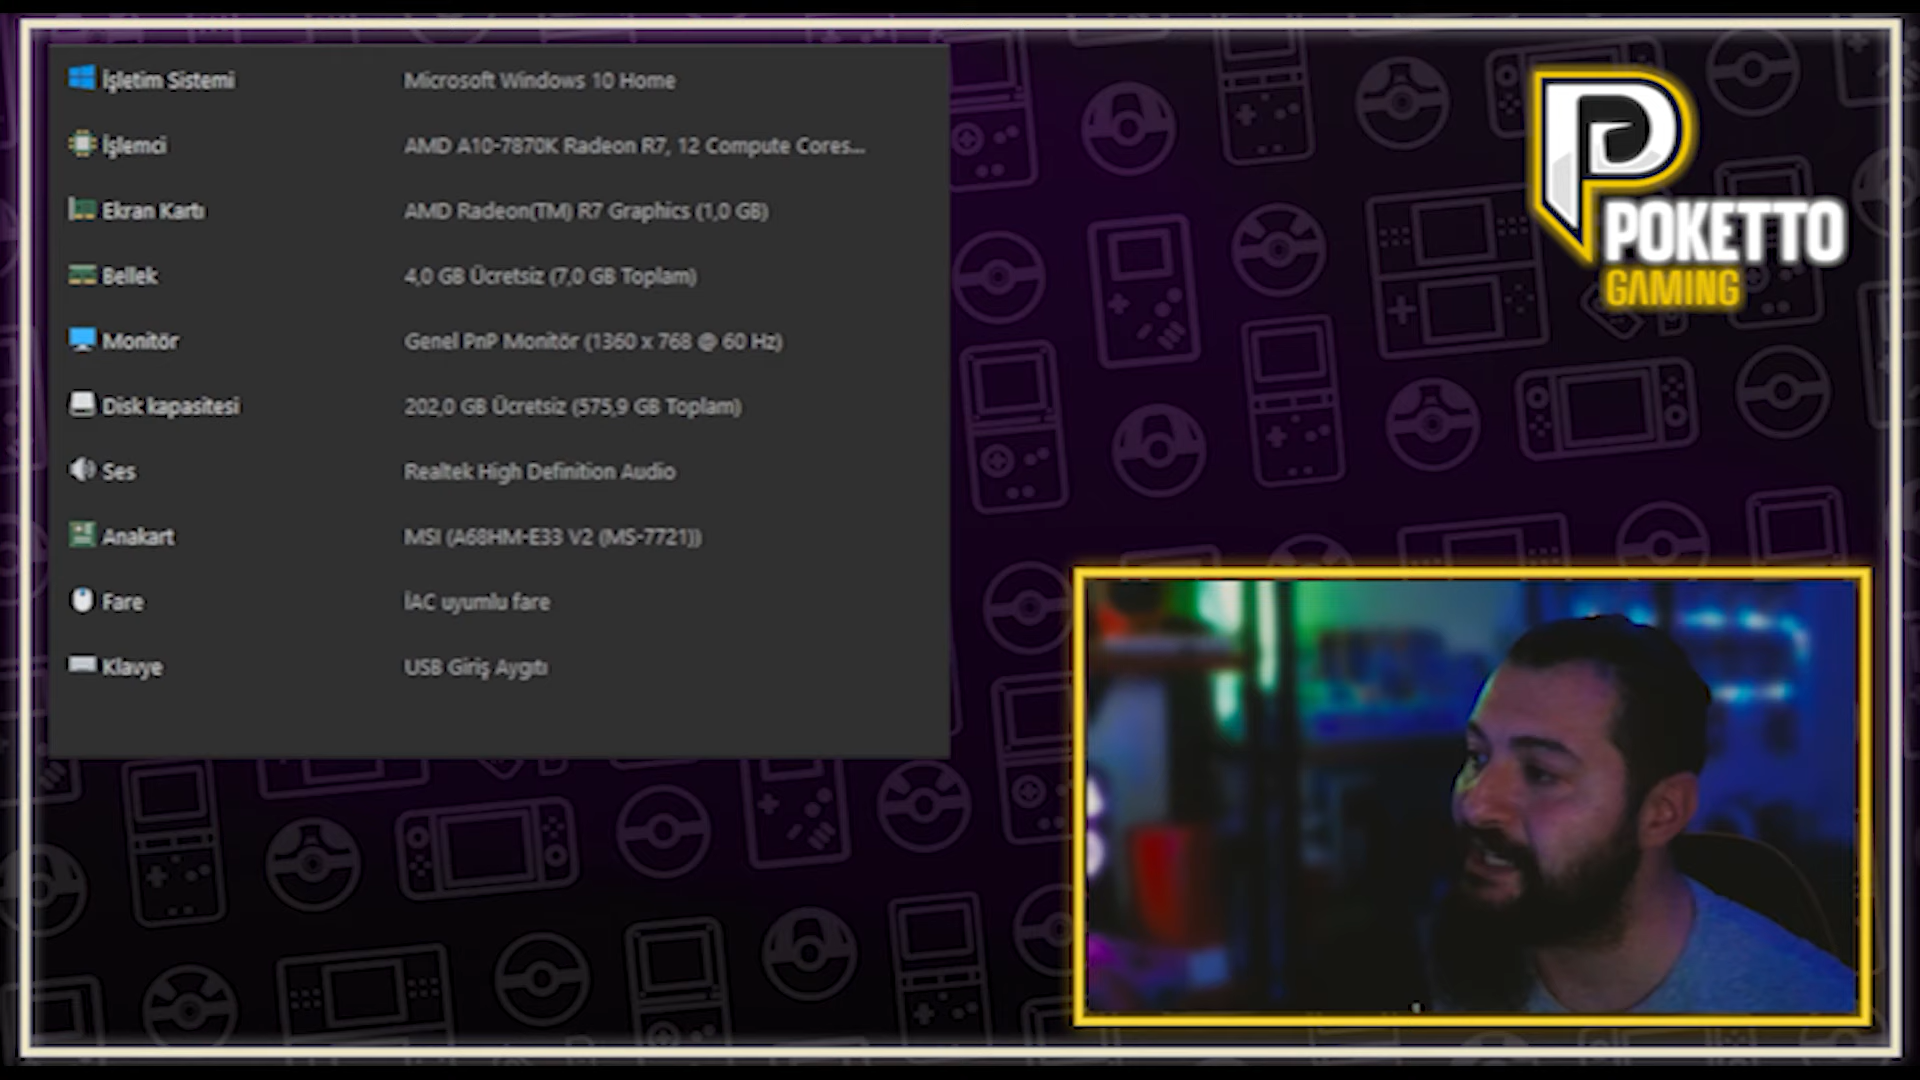 İşletim Sistemi Microsoft Windows 10 Home
İşlemci AMD A10-7870K Radeon R7, 12 Compute Cores...
Ekran Kartı AMD Radeon(TM) R7 Graphics (1,0 GB)
Bellek 4,0 GB Ücretsiz (7,0 GB Toplam)
Monitör Genel PnP Monitör (1360 x 768 @ 60 Hz)
Disk kapasitesi 202,0 GB Ücretsiz (575,9 GB Toplam)
Ses Realtek High Definition Audio
Anakart MSI (A68HM-E33 V2 (MS-7721))
Fare İAC uyumlu fare
Klavye USB Giriş Aygıtı
POKETTO
GAMING